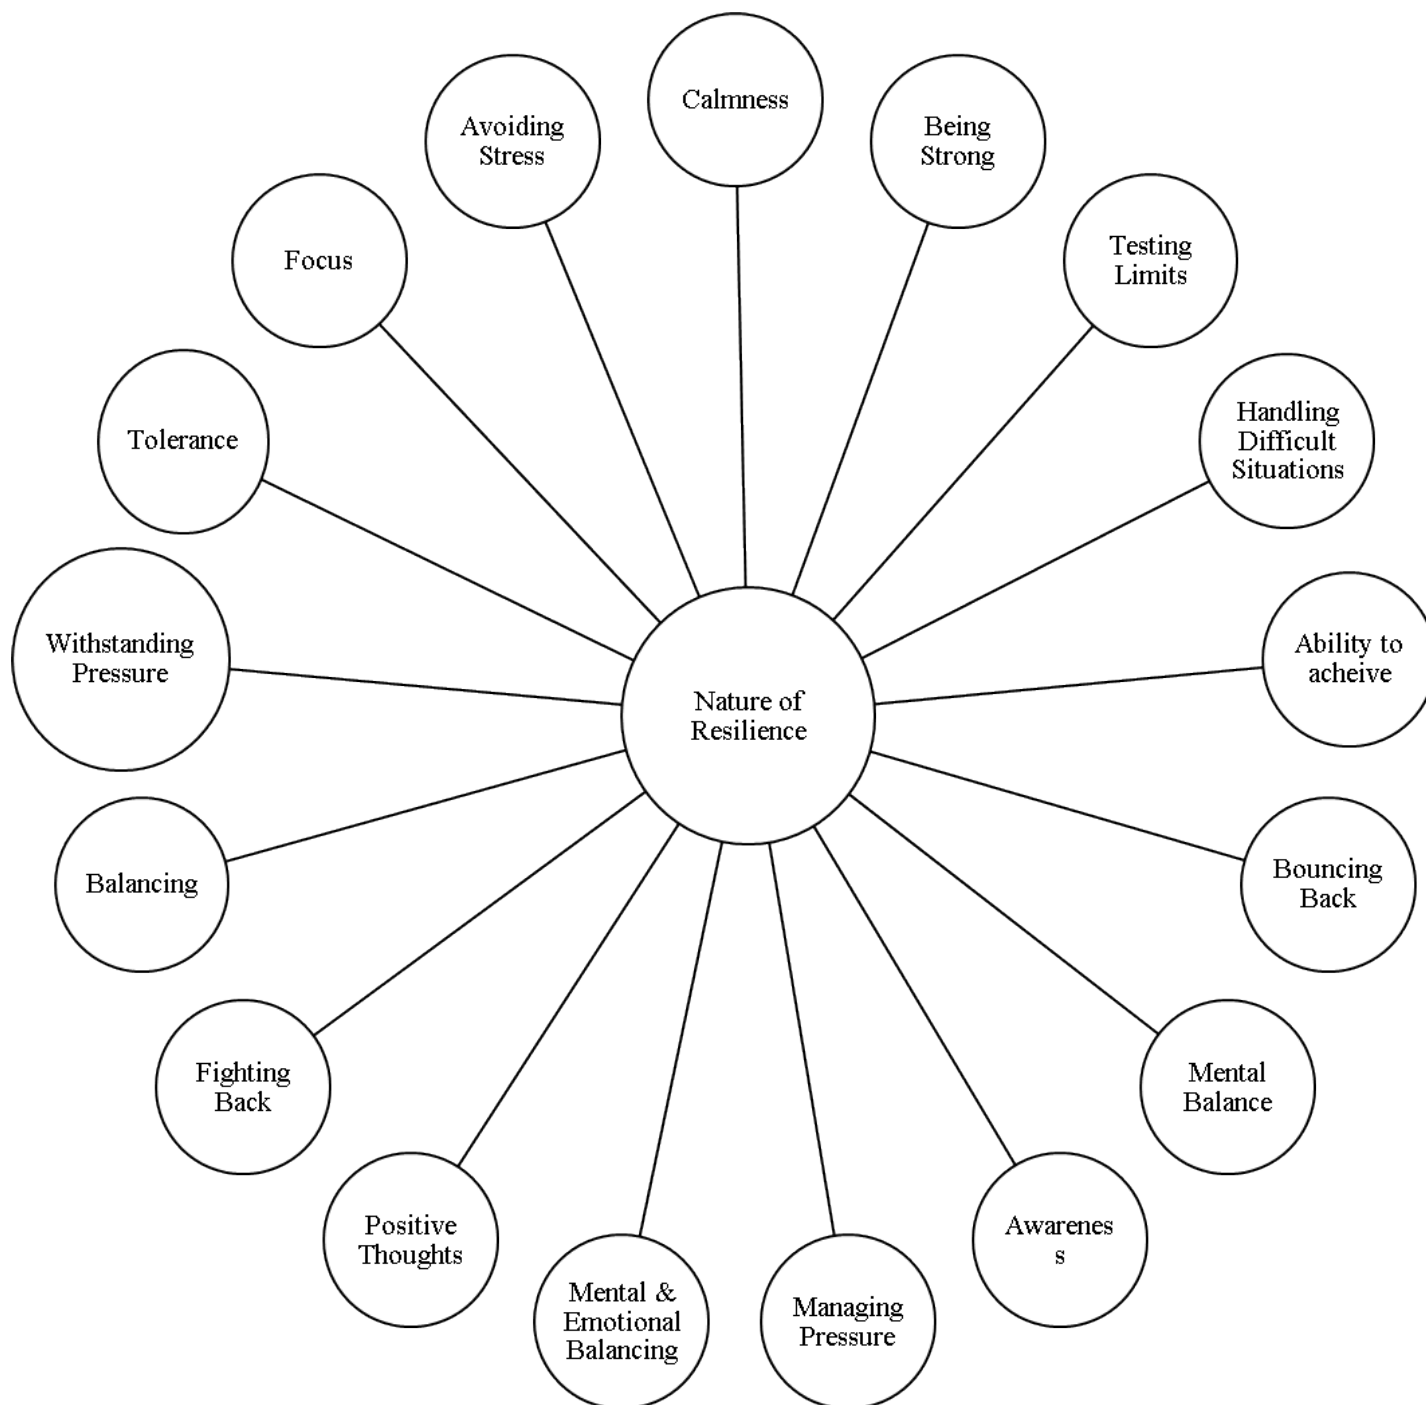 Calmness
Being
Strong
Testing
Limits
Handling
Difficult
Situations
Ability to
acheive
Bouncing
Back
Mental
Balance
Awarenes
s
Managing
Pressure
Mental &
Emotional
Balancing
Positive
Thoughts
Fighting
Back
Balancing
Withstanding
Pressure
Tolerance
Focus
Avoiding
Stress
Nature of
Resilience